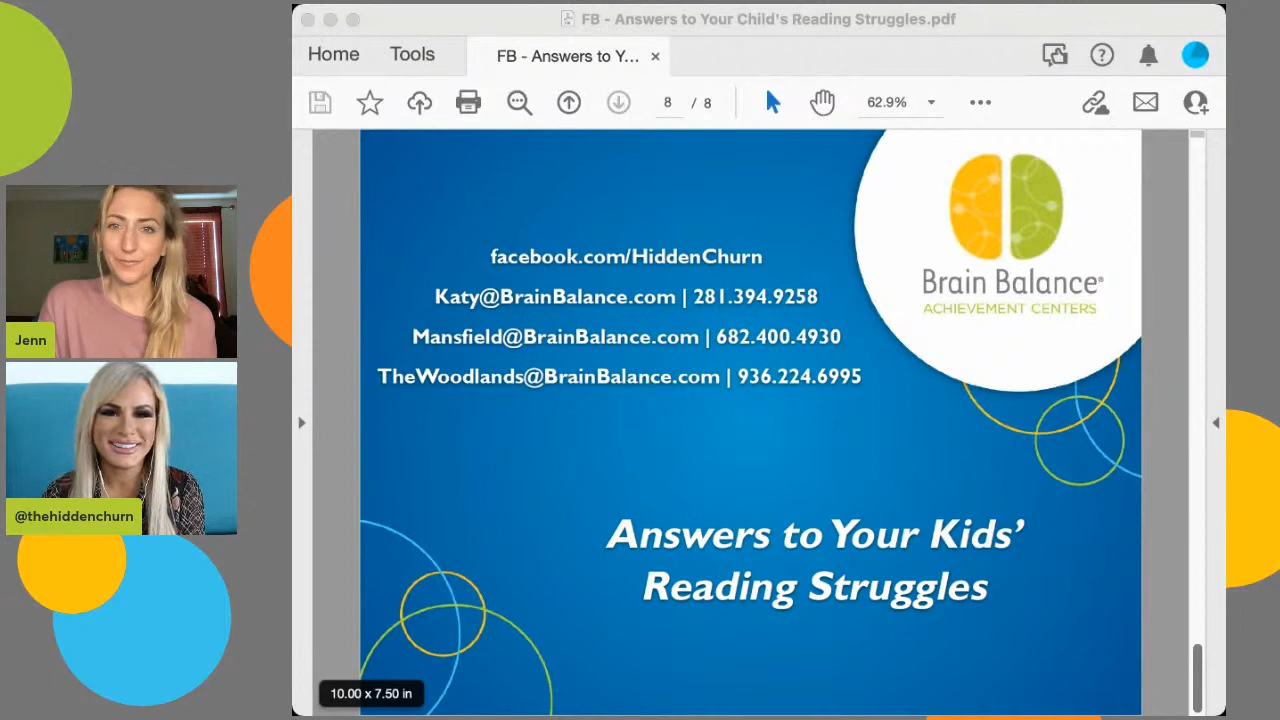 FB - Answers to Your Child's Reading Struggles.pdf
Home
Tools
FB - Answers to Y...
8 / 8
62.9%
facebook.com/HiddenChurn
Katy@BrainBalance.com | 281.394.9258
Mansfield@BrainBalance.com | 682.400.4930
TheWoodlands@BrainBalance.com | 936.224.6995
Brain Balance®
ACHIEVEMENT CENTERS
Jenn
@thehiddenchurn
Answers to Your Kids’
Reading Struggles
10.00 x 7.50 in